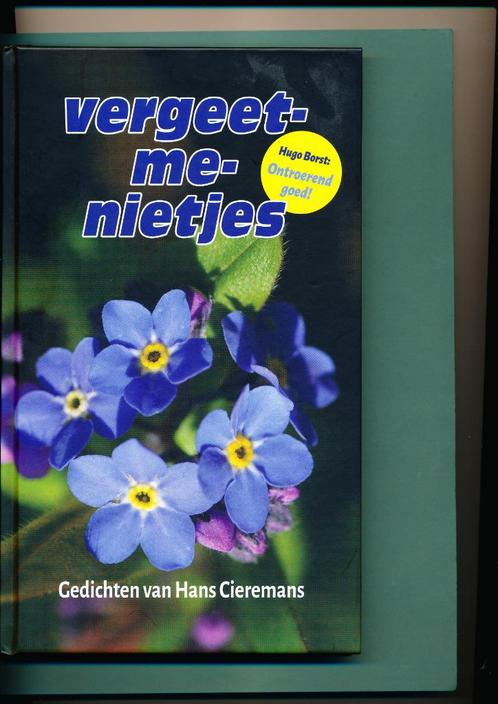 vergeet-
me-
nietjes
Hugo Borst:
Ontroerend
goed!
Gedichten van Hans Cieremans